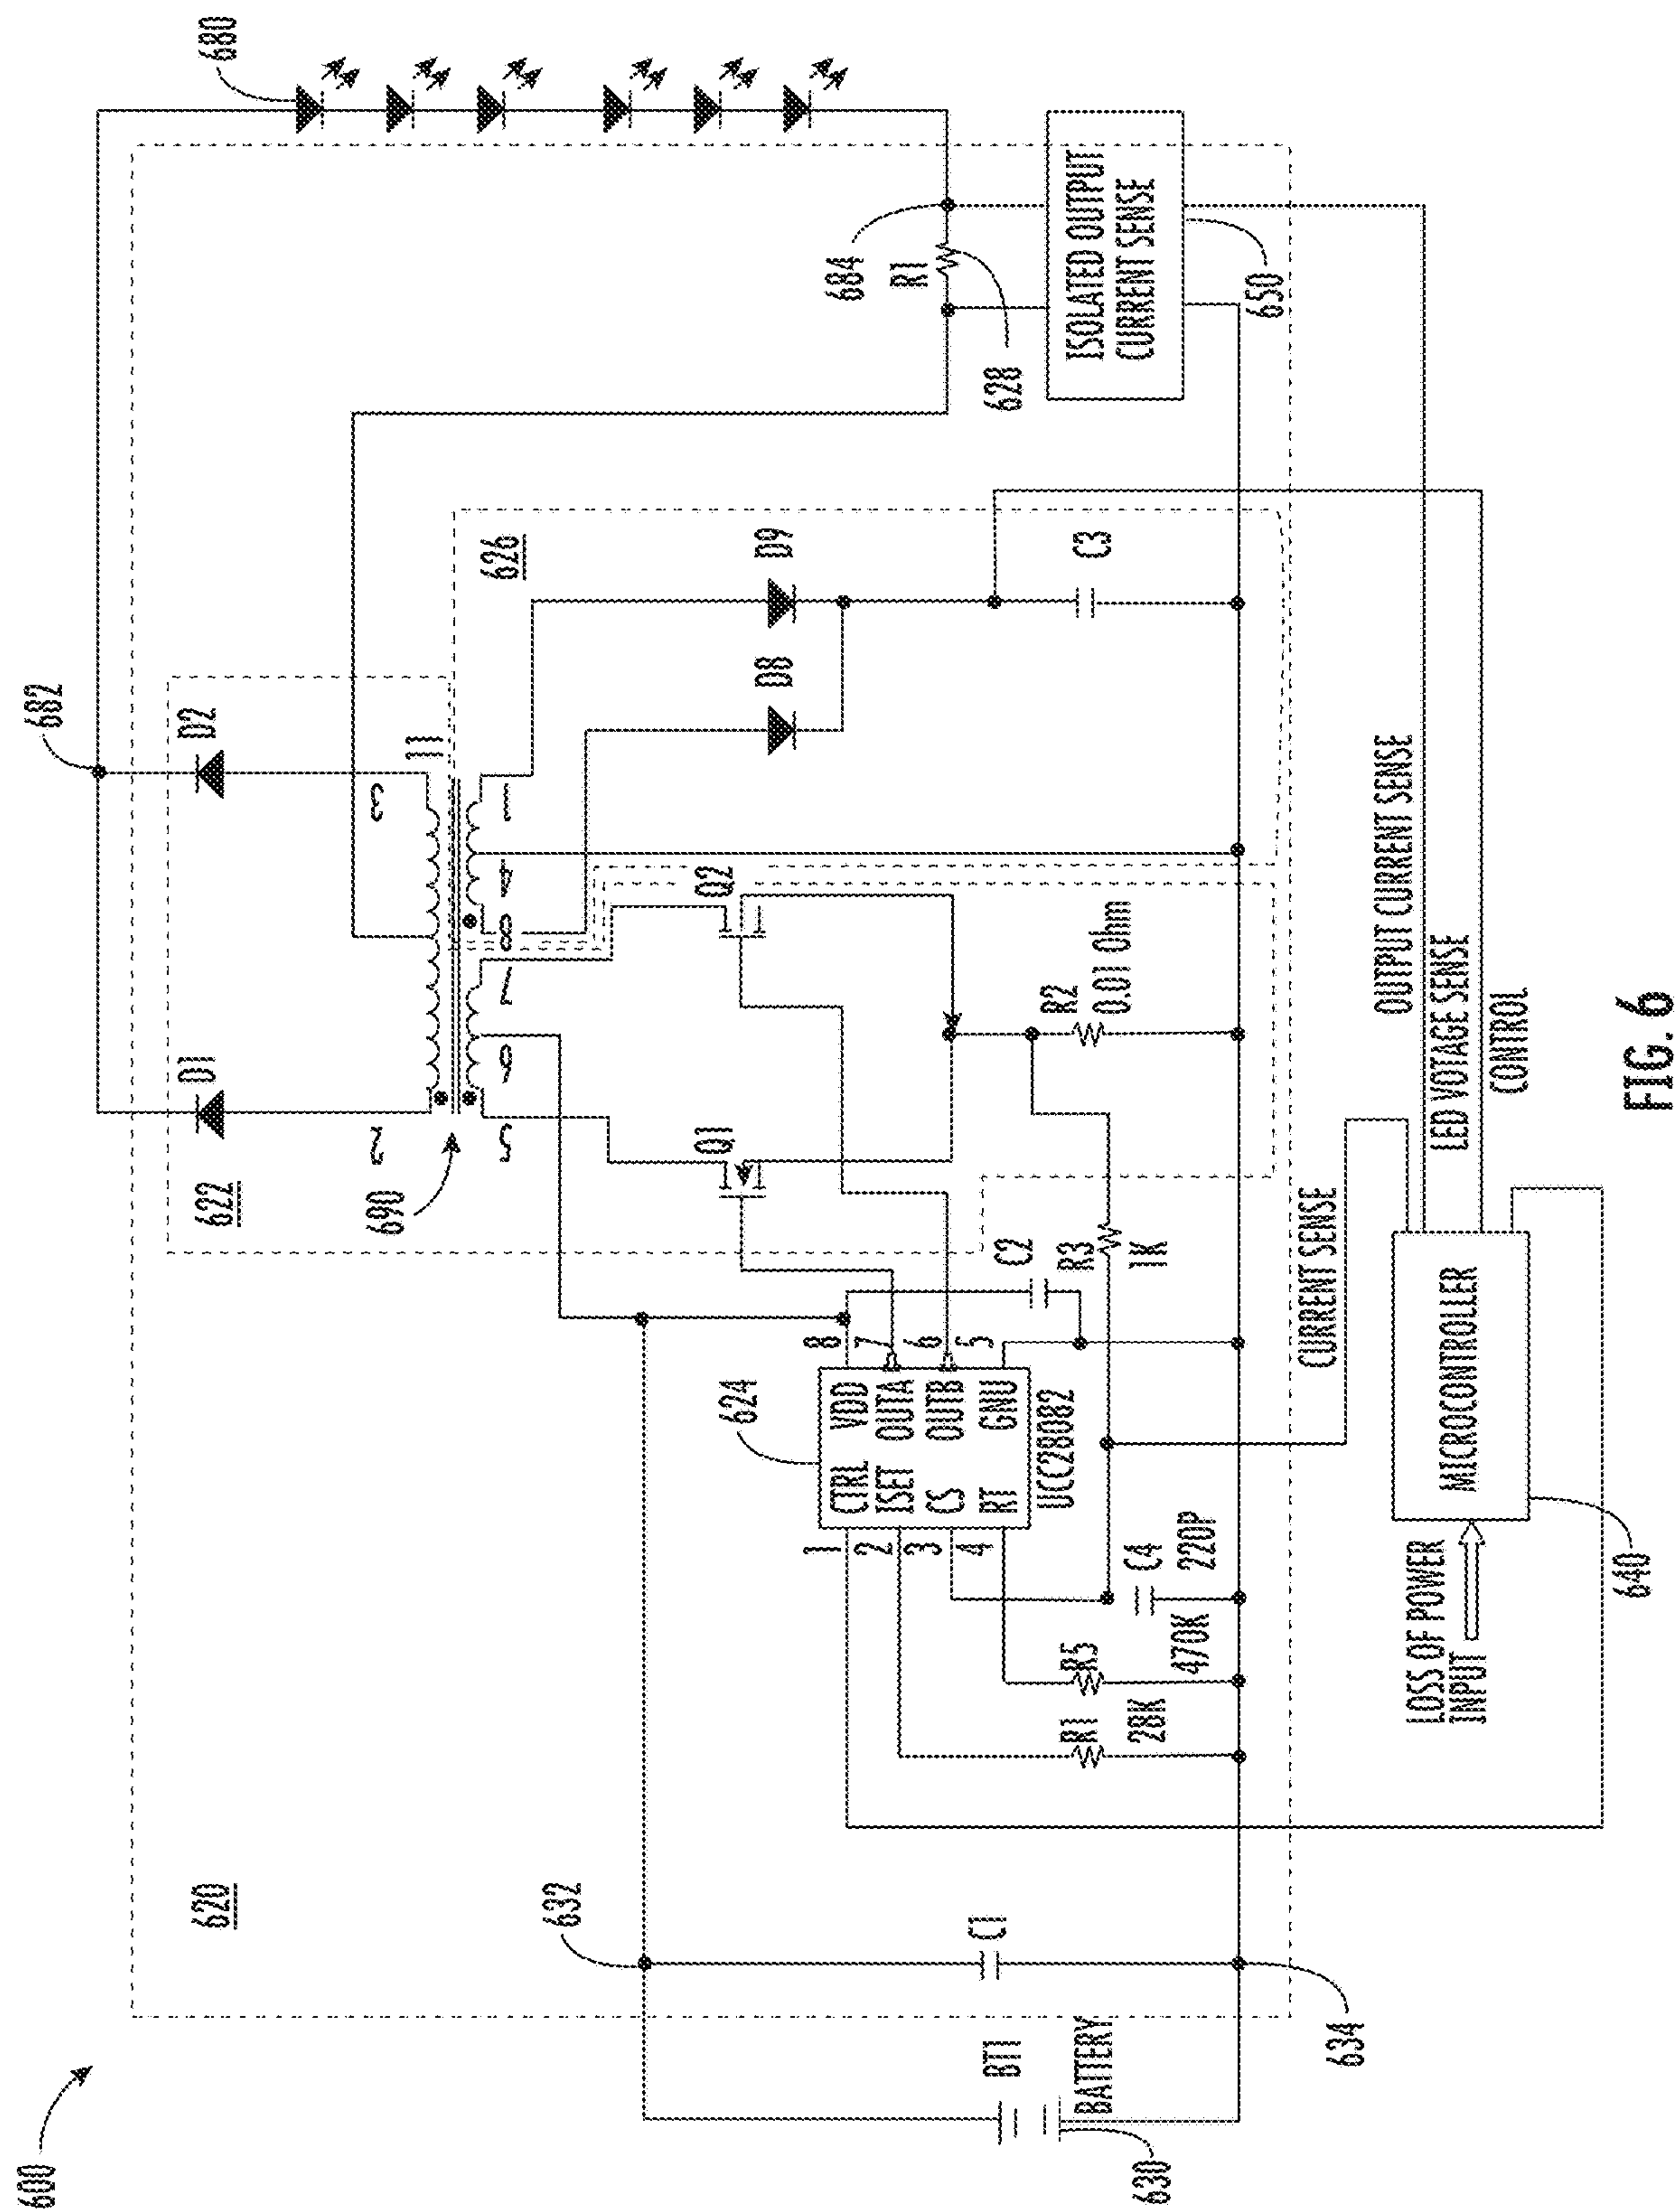 600
620
632
C1
634
BT1
BATTERY
630
622
D1
D2
682
680
690
2
3
T1
5
6
7
8
4
1
626
Q1
Q2
D8
D9
C3
684
R1
628
ISOLATED OUTPUT
CURRENT SENSE
650
624
CTRL VDD
ISET OUTA
CS OUTB
RT GND
1
2
3
4
8
7
6
5
UCC28082
C2
R3
1K
R2
0.01 Ohm
R1
28K
R5
470K
C4
220P
CURRENT SENSE
OUTPUT CURRENT SENSE
LED VOTAGE SENSE
CONTROL
LOSS OF POWER
INPUT
MICROCONTROLLER
640
FIG. 6